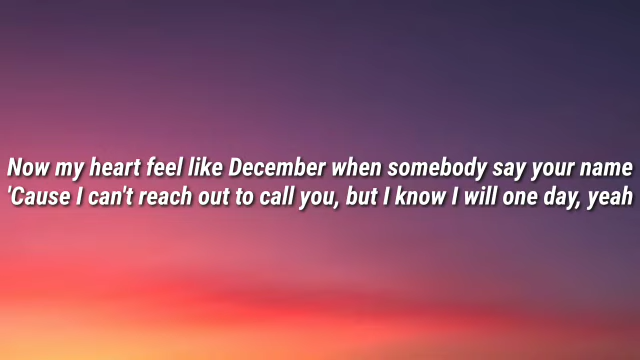 Now my heart feel like December when somebody say your name
'Cause I can't reach out to call you, but I know I will one day, yeah